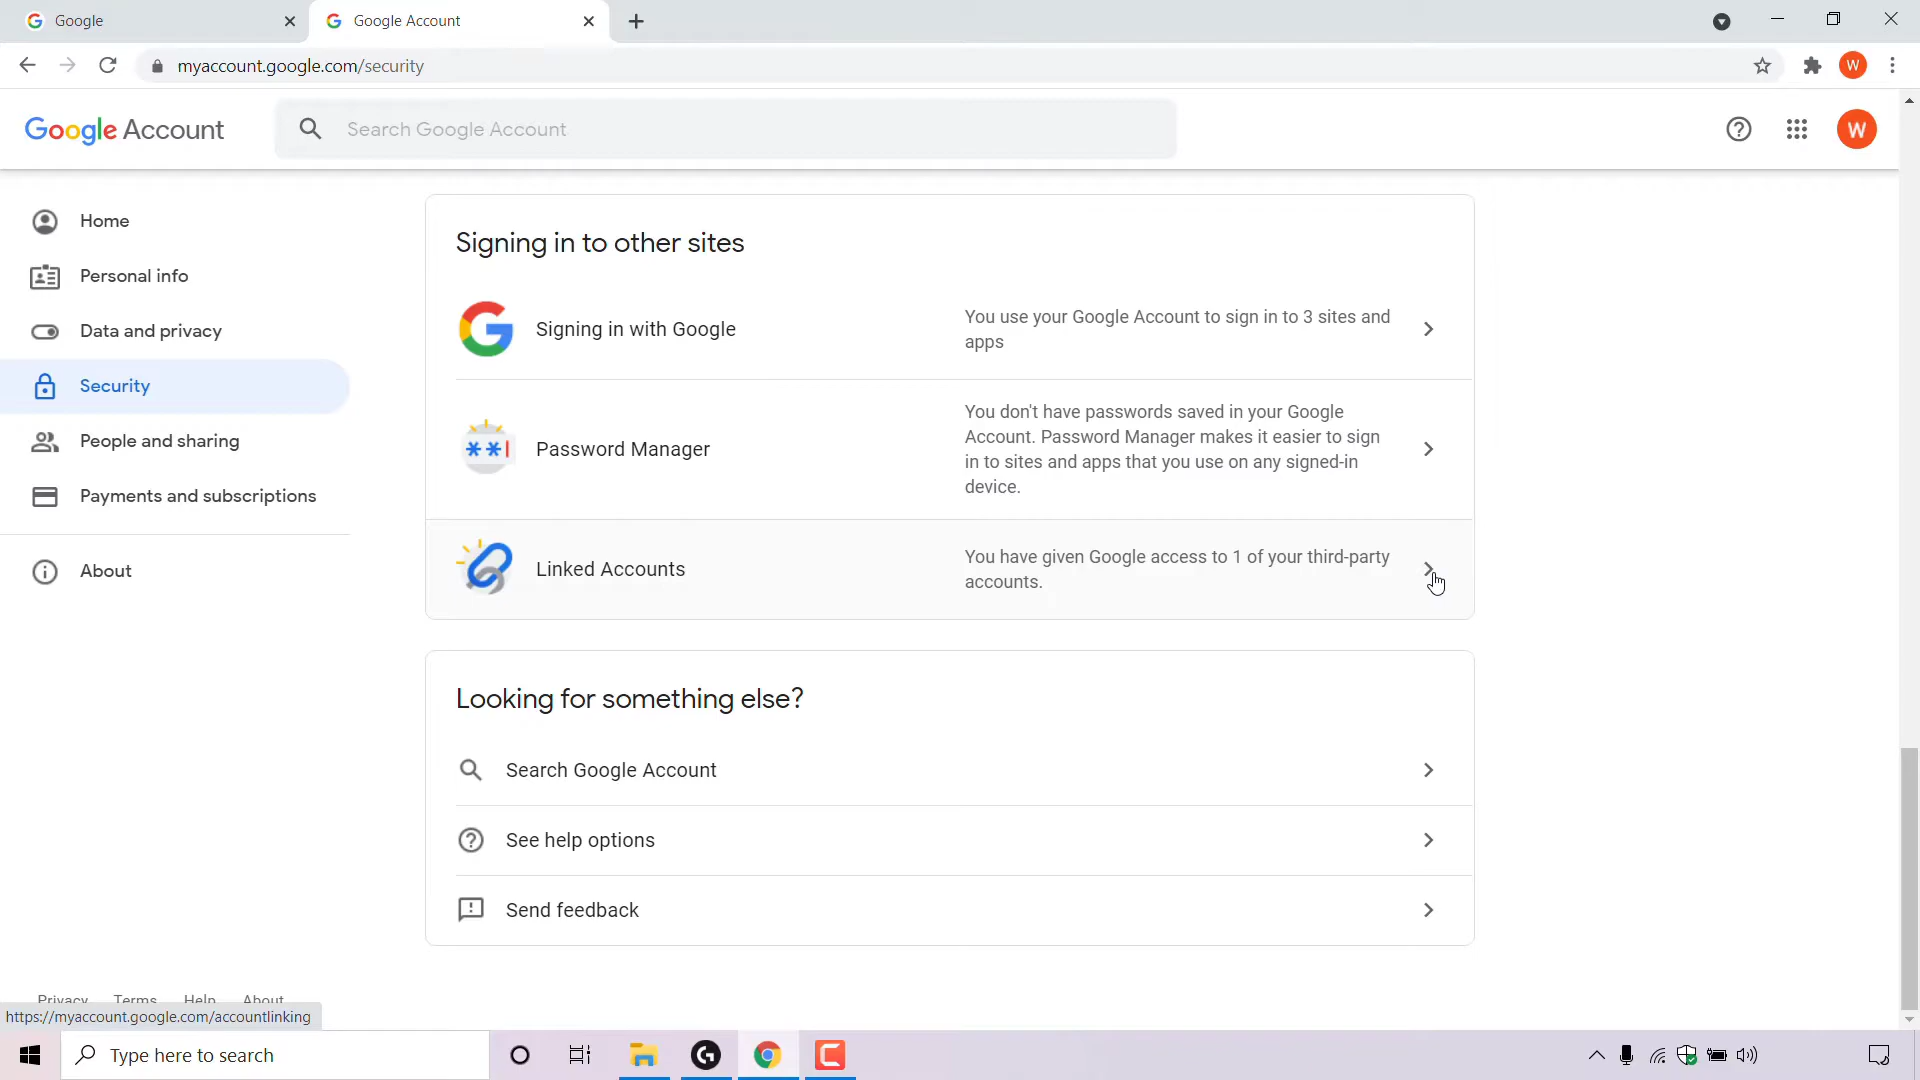 Google
Google Account
myaccount.google.com/security
W
Google Account
Search Google Account
W
Home
Personal info
Data and privacy
Security
People and sharing
Payments and subscriptions
About
Signing in to other sites
Signing in with Google
You use your Google Account to sign in to 3 sites and
apps
Password Manager
You don't have passwords saved in your Google
Account. Password Manager makes it easier to sign
in to sites and apps that you use on any signed-in
device.
Linked Accounts
You have given Google access to 1 of your third-party
accounts.
Looking for something else?
Search Google Account
See help options
Send feedback
Privacy Terms Help About
https://myaccount.google.com/accountlinking
Type here to search